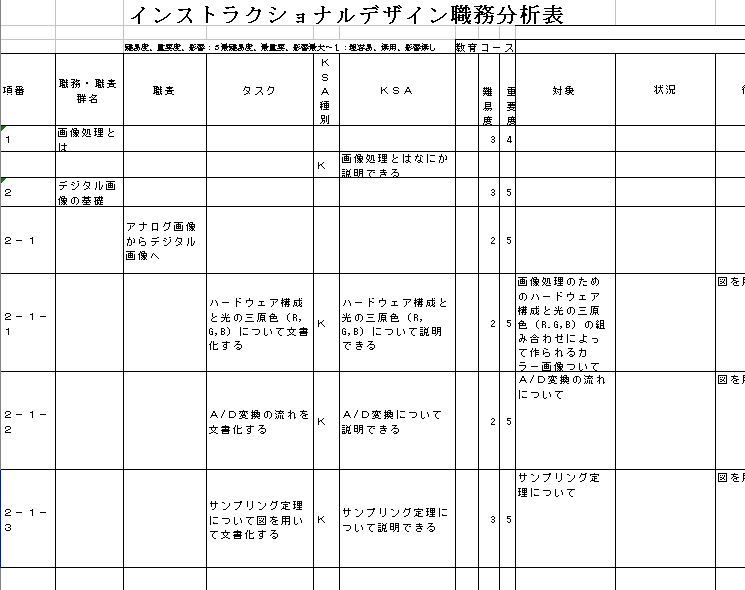 インストラクショナルデザイン職務分析表
難易度、重要度、影響：５最難易度、最重要、影響最大～１：超容易、
教育コース
項番
職務・職責
群名
職責
タスク
K
S
A
種
別
ＫＳＡ
難
易
度
重
要
度
対象
状況
1
画像処理と
は
3
4
K
画像処理とはなにか
説明できる
2
デジタル画
像の基礎
3
5
２－１
アナログ画像
からデジタル
画像へ
2
5
２－１－
１
ハードウェア構成
と光の三原色（R,
G,B）について文書
化する
K
ハードウェア構成と
光の三原色（R,
G,B）について説明
できる
2
5
画像処理のため
のハードウェア
構成と光の三原
色（R.G,B）の組
み合わせによっ
て作られるカ
ラー画像ついて
図を
２－１－
２
Ａ/Ｄ変換の流れを
文書化する
K
Ａ/Ｄ変換について
説明できる
2
5
Ａ/Ｄ変換の流れ
について
図を
２－１－
３
サンプリング定理
について図を用い
て文書化する
K
サンプリング定理に
ついて説明できる
3
5
サンプリング定
理について
図を